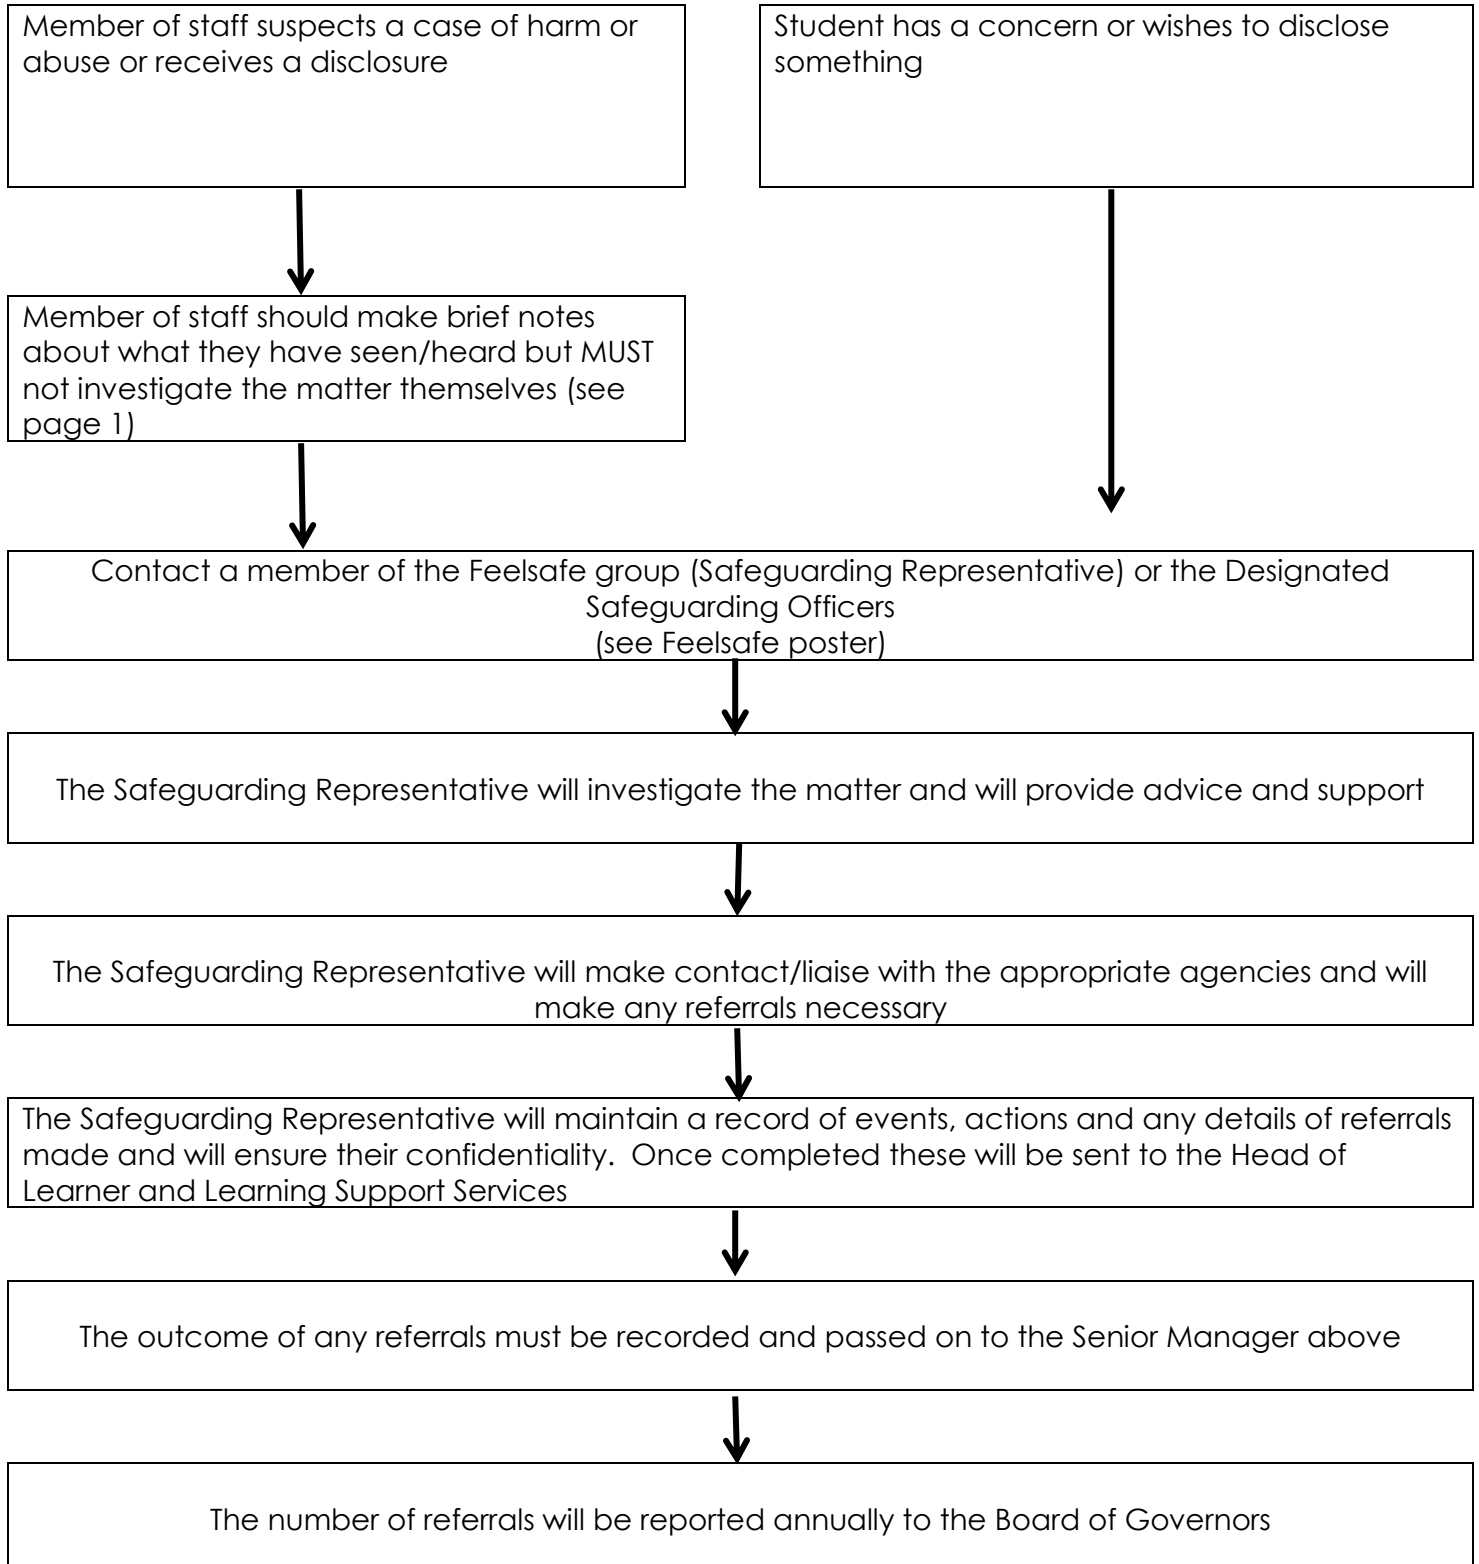 Member of staff suspects a case of harm or
abuse or receives a disclosure
Student has a concern or wishes to disclose
something
Member of staff should make brief notes
about what they have seen/heard but MUST
not investigate the matter themselves (see
page 1)
Contact a member of the Feelsafe group (Safeguarding Representative) or the Designated
Safeguarding Officers
(see Feelsafe poster)
The Safeguarding Representative will investigate the matter and will provide advice and support
The Safeguarding Representative will make contact/liaise with the appropriate agencies and will
make any referrals necessary
The Safeguarding Representative will maintain a record of events, actions and any details of referrals
made and will ensure their confidentiality.  Once completed these will be sent to the Head of
Learner and Learning Support Services
The outcome of any referrals must be recorded and passed on to the Senior Manager above
The number of referrals will be reported annually to the Board of Governors